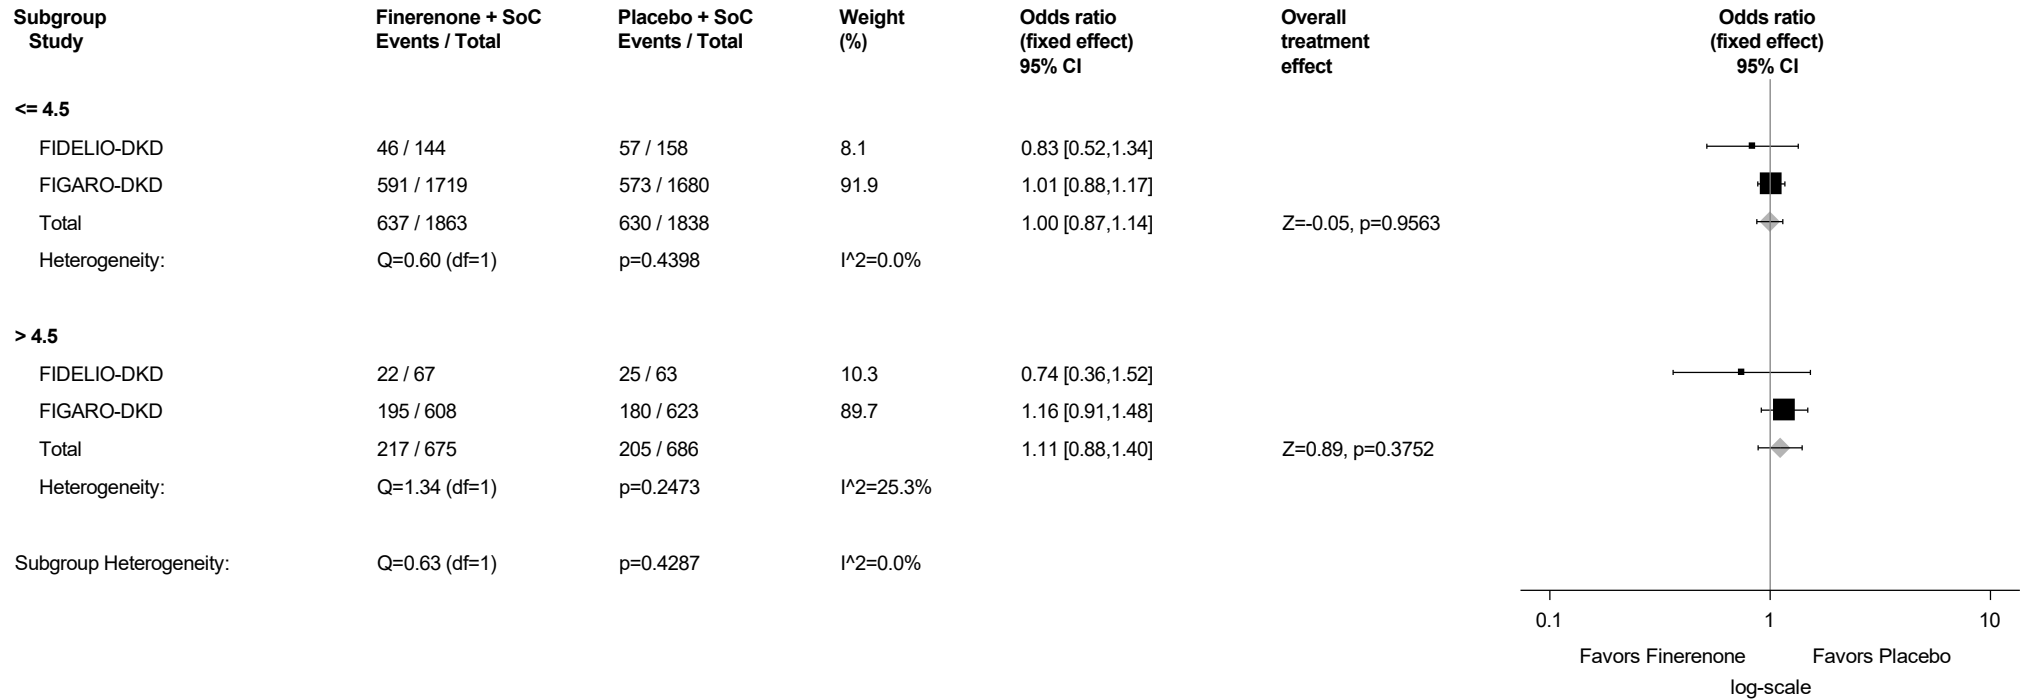 Subgroup Finerenone + SoC Placebo + SoC Weight Odds ratio Overall Odds ratio
Study Events / Total Events / Total (%) (fixed effect) treatment (fixed effect)
95% CI effect 95% CI
<= 4.5
FIDELIO-DKD 46 / 144 57 / 158 8.1 0.83 [0.52,1.34]
FIGARO-DKD 591 / 1719 573 / 1680 91.9 1.01 [0.88,1.17]
Total 637 / 1863 630 / 1838 1.00 [0.87,1.14] Z=-0.05, p=0.9563
Heterogeneity: Q=0.60 (df=1) p=0.4398 I^2=0.0%
> 4.5
FIDELIO-DKD 22 / 67 25 / 63 10.3 0.74 [0.36,1.52]
FIGARO-DKD 195 / 608 180 / 623 89.7 1.16 [0.91,1.48]
Total 217 / 675 205 / 686 1.11 [0.88,1.40] Z=0.89, p=0.3752
Heterogeneity: Q=1.34 (df=1) p=0.2473 I^2=25.3%
Subgroup Heterogeneity: Q=0.63 (df=1) p=0.4287 I^2=0.0%
0.1 1 10
Favors Finerenone Favors Placebo
log-scale